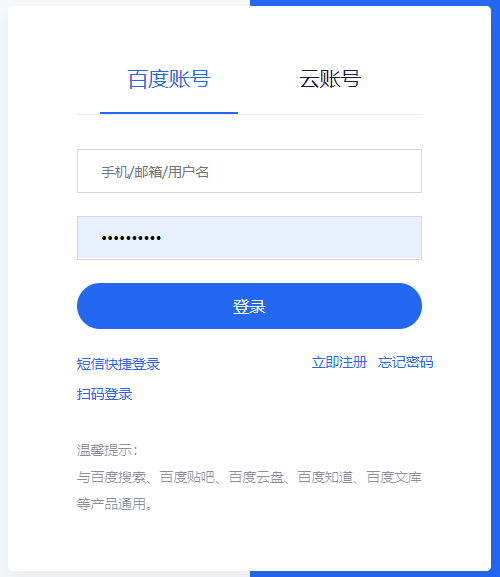 百度账号 云账号
手机/邮箱/用户名
••••••••••
登录
短信快捷登录 立即注册 忘记密码
扫码登录
温馨提示：
与百度搜索、百度贴吧、百度云盘、百度知道、百度文库
等产品通用。